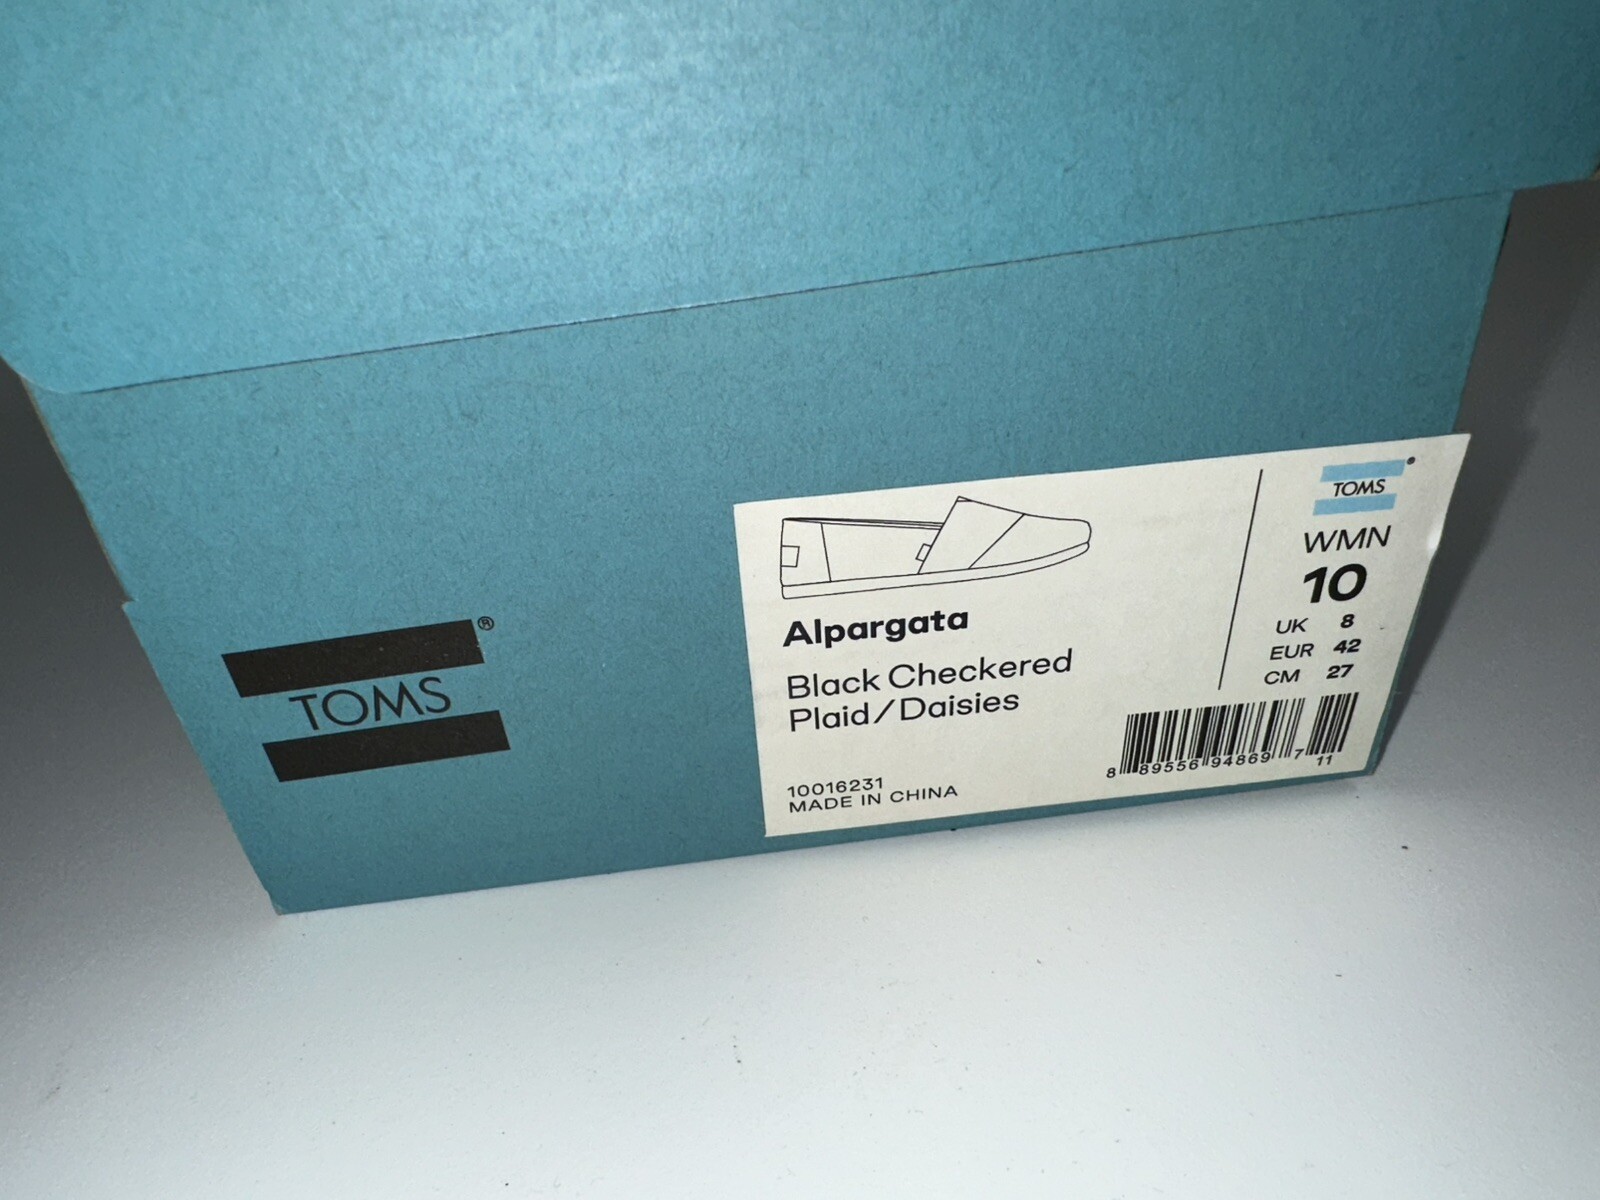 TOMS®
Alpargata
Black Checkered
Plaid/Daisies
10016231
MADE IN CHINA
TOMS
WMN
10
UK 8
EUR 42
CM 27
8 89556 94869 7 11